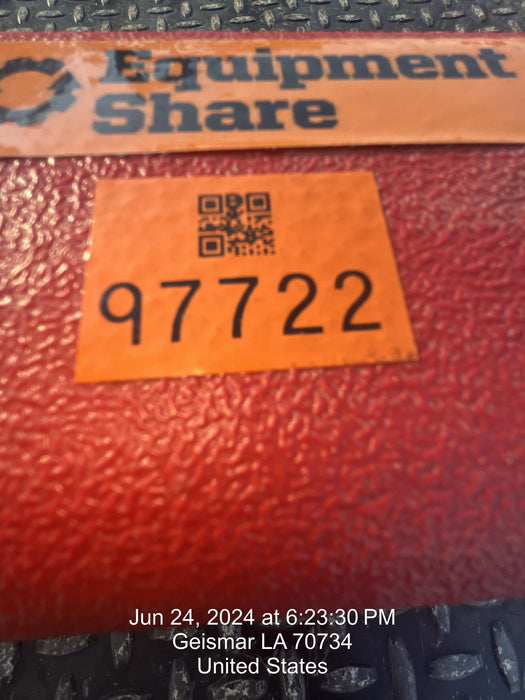 Equipment
Share
97722
Jun 24, 2024 at 6:23:30 PM
Geismar LA 70734
United States